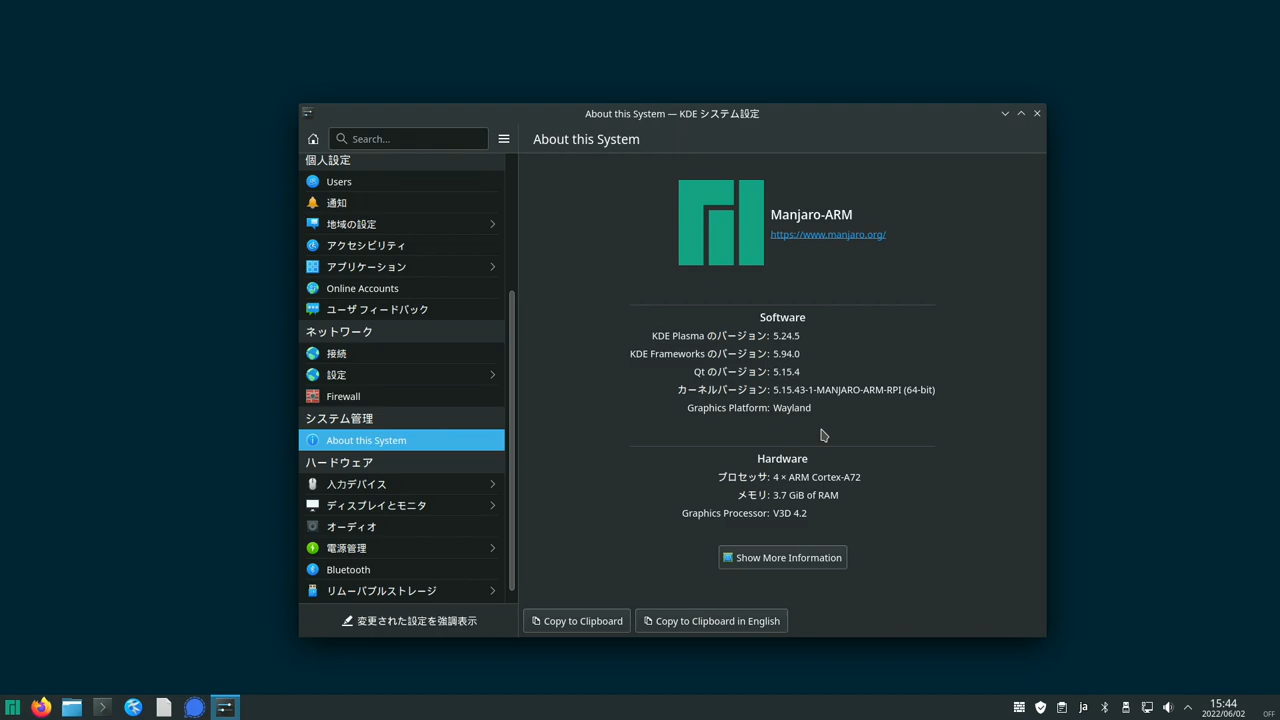 About this System — KDE システム設定
Search...
About this System
個人設定
Users
通知
地域の設定
アクセシビリティ
アプリケーション
Online Accounts
ユーザ フィードバック
ネットワーク
接続
設定
Firewall
システム管理
About this System
ハードウェア
入力デバイス
ディスプレイとモニタ
オーディオ
電源管理
Bluetooth
リムーバブルストレージ
変更された設定を強調表示
Manjaro-ARM
https://www.manjaro.org/
Software
KDE Plasma のバージョン: 5.24.5
KDE Frameworks のバージョン: 5.94.0
Qt のバージョン: 5.15.4
カーネルバージョン: 5.15.43-1-MANJARO-ARM-RPI (64-bit)
Graphics Platform: Wayland
Hardware
プロセッサ: 4 × ARM Cortex-A72
メモリ: 3.7 GiB of RAM
Graphics Processor: V3D 4.2
Show More Information
Copy to Clipboard
Copy to Clipboard in English
ja
15:44
2022/06/02
OFF